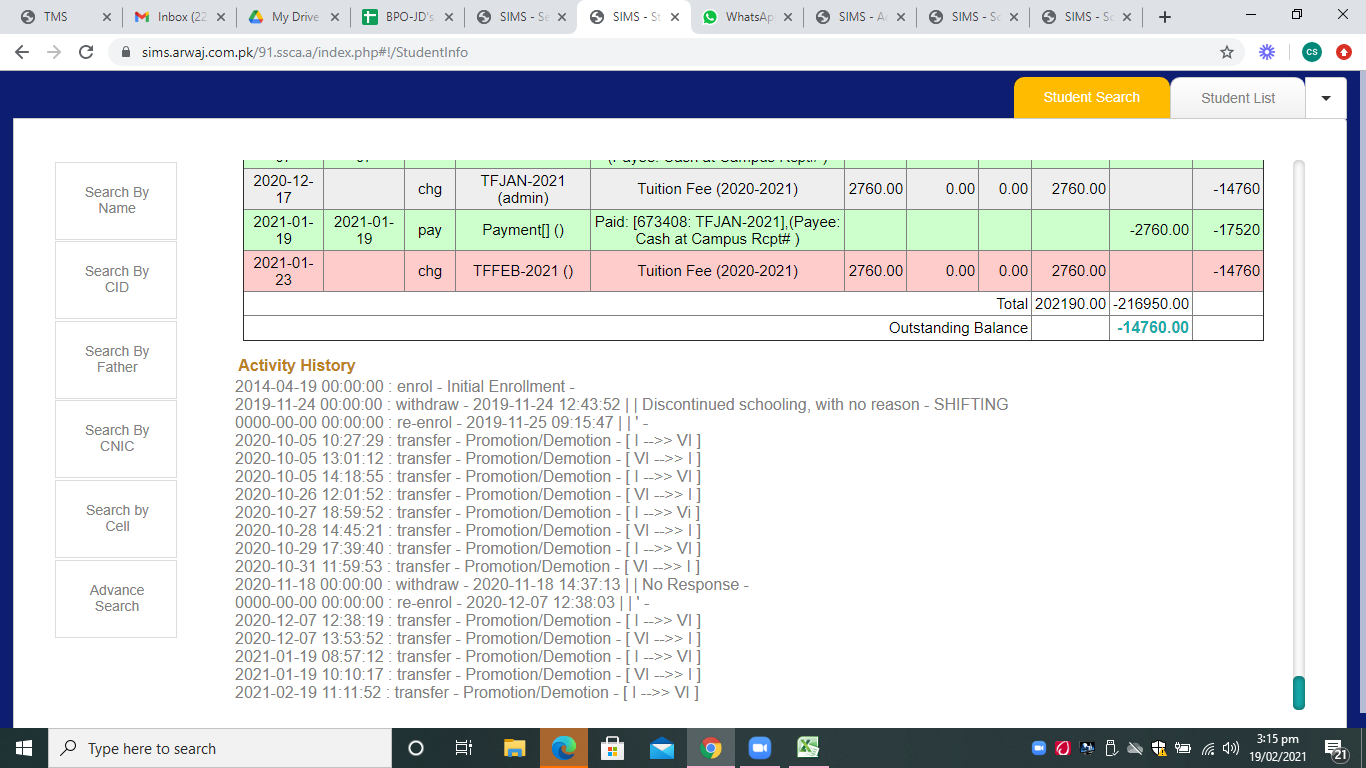 TMS
Inbox (22
My Drive
BPO-JD's
SIMS - Se
SIMS - St
WhatsAp
SIMS - A
SIMS - Sc
SIMS - Sc
sims.arwaj.com.pk/91.ssca.a/index.php#!/StudentInfo
cs
Student Search
Student List
Search By
Name
Search By
CID
Search By
Father
Search By
CNIC
Search by
Cell
Advance
Search
2020-12-17 chg TFJAN-2021 (admin) Tuition Fee (2020-2021) 2760.00 0.00 0.00 2760.00 -14760
2021-01-19 2021-01-19 pay Payment[] () Paid: [673408: TFJAN-2021],(Payee: Cash at Campus Rcpt# ) -2760.00 -17520
2021-01-23 chg TFFEB-2021 () Tuition Fee (2020-2021) 2760.00 0.00 0.00 2760.00 -14760
Total 202190.00 -216950.00
Outstanding Balance -14760.00
Activity History
2014-04-19 00:00:00 : enrol - Initial Enrollment -
2019-11-24 00:00:00 : withdraw - 2019-11-24 12:43:52 | | Discontinued schooling, with no reason - SHIFTING
0000-00-00 00:00:00 : re-enrol - 2019-11-25 09:15:47 | | ' -
2020-10-05 10:27:29 : transfer - Promotion/Demotion - [ I -->> VI ]
2020-10-05 13:01:12 : transfer - Promotion/Demotion - [ VI -->> I ]
2020-10-05 14:18:55 : transfer - Promotion/Demotion - [ I -->> VI ]
2020-10-26 12:01:52 : transfer - Promotion/Demotion - [ VI -->> I ]
2020-10-27 18:59:52 : transfer - Promotion/Demotion - [ I -->> Vi ]
2020-10-28 14:45:21 : transfer - Promotion/Demotion - [ VI -->> I ]
2020-10-29 17:39:40 : transfer - Promotion/Demotion - [ I -->> VI ]
2020-10-31 11:59:53 : transfer - Promotion/Demotion - [ VI -->> I ]
2020-11-18 00:00:00 : withdraw - 2020-11-18 14:37:13 | | No Response -
0000-00-00 00:00:00 : re-enrol - 2020-12-07 12:38:03 | | ' -
2020-12-07 12:38:19 : transfer - Promotion/Demotion - [ I -->> VI ]
2020-12-07 13:53:52 : transfer - Promotion/Demotion - [ VI -->> I ]
2021-01-19 08:57:12 : transfer - Promotion/Demotion - [ I -->> VI ]
2021-01-19 10:10:17 : transfer - Promotion/Demotion - [ VI -->> I ]
2021-02-19 11:11:52 : transfer - Promotion/Demotion - [ I -->> VI ]
Type here to search
3:15 pm
19/02/2021
21